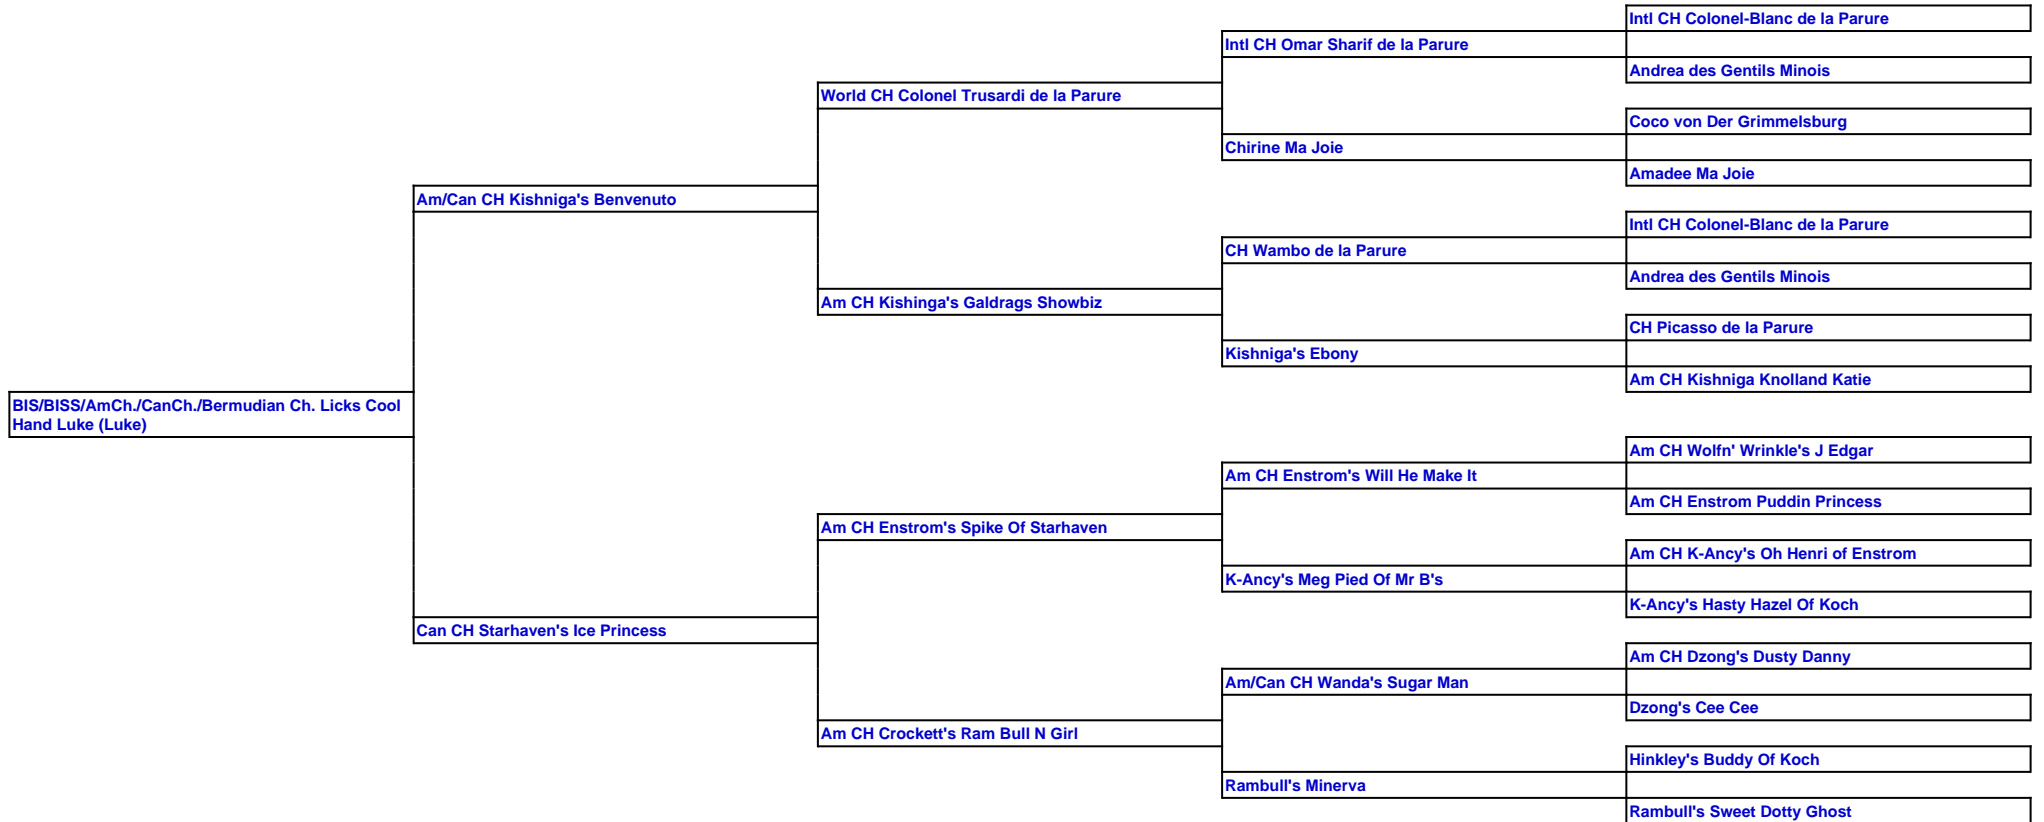 Intl CH Colonel-Blanc de la Parure
Intl CH Omar Sharif de la Parure
Andrea des Gentils Minois
World CH Colonel Trusardi de la Parure
Coco von Der Grimmelsburg
Chirine Ma Joie
Amadee Ma Joie
Am/Can CH Kishniga's Benvenuto
Intl CH Colonel-Blanc de la Parure
CH Wambo de la Parure
Andrea des Gentils Minois
Am CH Kishinga's Galdrags Showbiz
CH Picasso de la Parure
Kishniga's Ebony
Am CH Kishniga Knolland Katie
BIS/BISS/AmCh./CanCh./Bermudian Ch. Licks Cool
Hand Luke (Luke)
Am CH Wolfn' Wrinkle's J Edgar
Am CH Enstrom's Will He Make It
Am CH Enstrom Puddin Princess
Am CH Enstrom's Spike Of Starhaven
Am CH K-Ancy's Oh Henri of Enstrom
K-Ancy's Meg Pied Of Mr B's
K-Ancy's Hasty Hazel Of Koch
Can CH Starhaven's Ice Princess
Am CH Dzong's Dusty Danny
Am/Can CH Wanda's Sugar Man
Dzong's Cee Cee
Am CH Crockett's Ram Bull N Girl
Hinkley's Buddy Of Koch
Rambull's Minerva
Rambull's Sweet Dotty Ghost